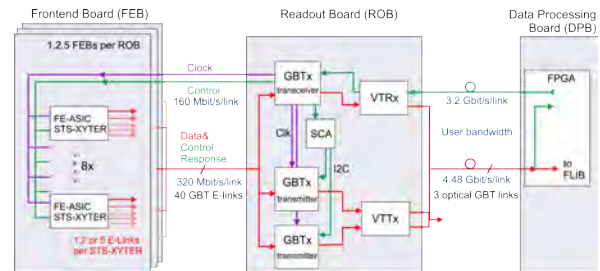 Frontend Board (FEB)
Readout Board (ROB)
Data Processing
Board (DPB)
1.2.5 FEBs per ROB
Clock
Control
160 Mbit/s/link
FE-ASIC
STS-XYTER
8x
FE-ASIC
STS-XYTER
1,2 or 5 E-Links
per STS-XYTER
Data&
Control
Response
320 Mbit/s/link
40 GBT E-links
GBTx
transceiver
VTRx
Clk
SCA
I2C
GBTx
transmitter
VTTx
GBTx
transmitter
3.2 Gbit/s/link
User bandwidth
4.48 Gbit/s/link
3 optical GBT links
FPGA
to
FLIB